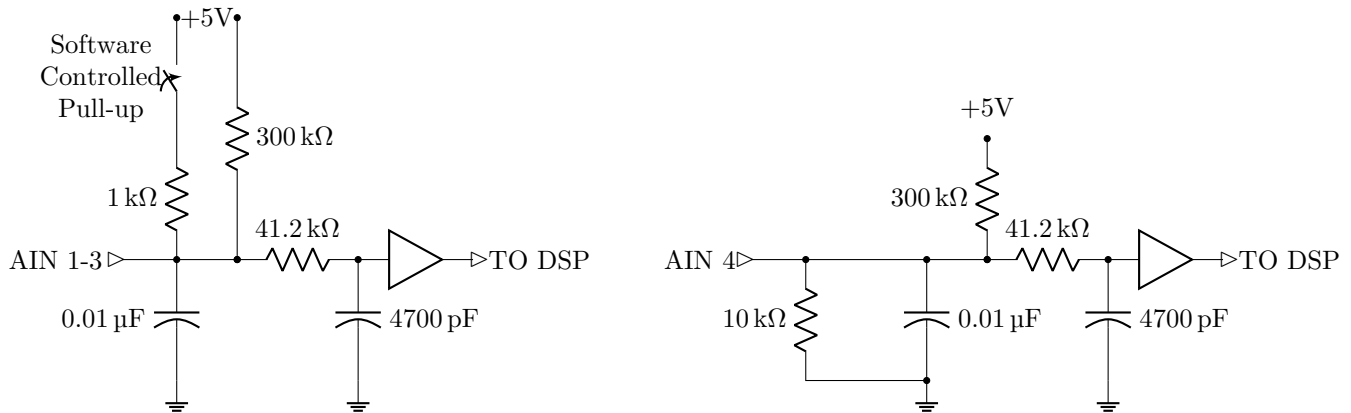 +5V
Software
Controlled
Pull-up
300 kΩ
1 kΩ
41.2 kΩ
AIN 1-3
TO DSP
0.01 µF
4700 pF
+5V
300 kΩ
41.2 kΩ
AIN 4
TO DSP
10 kΩ
0.01 µF
4700 pF